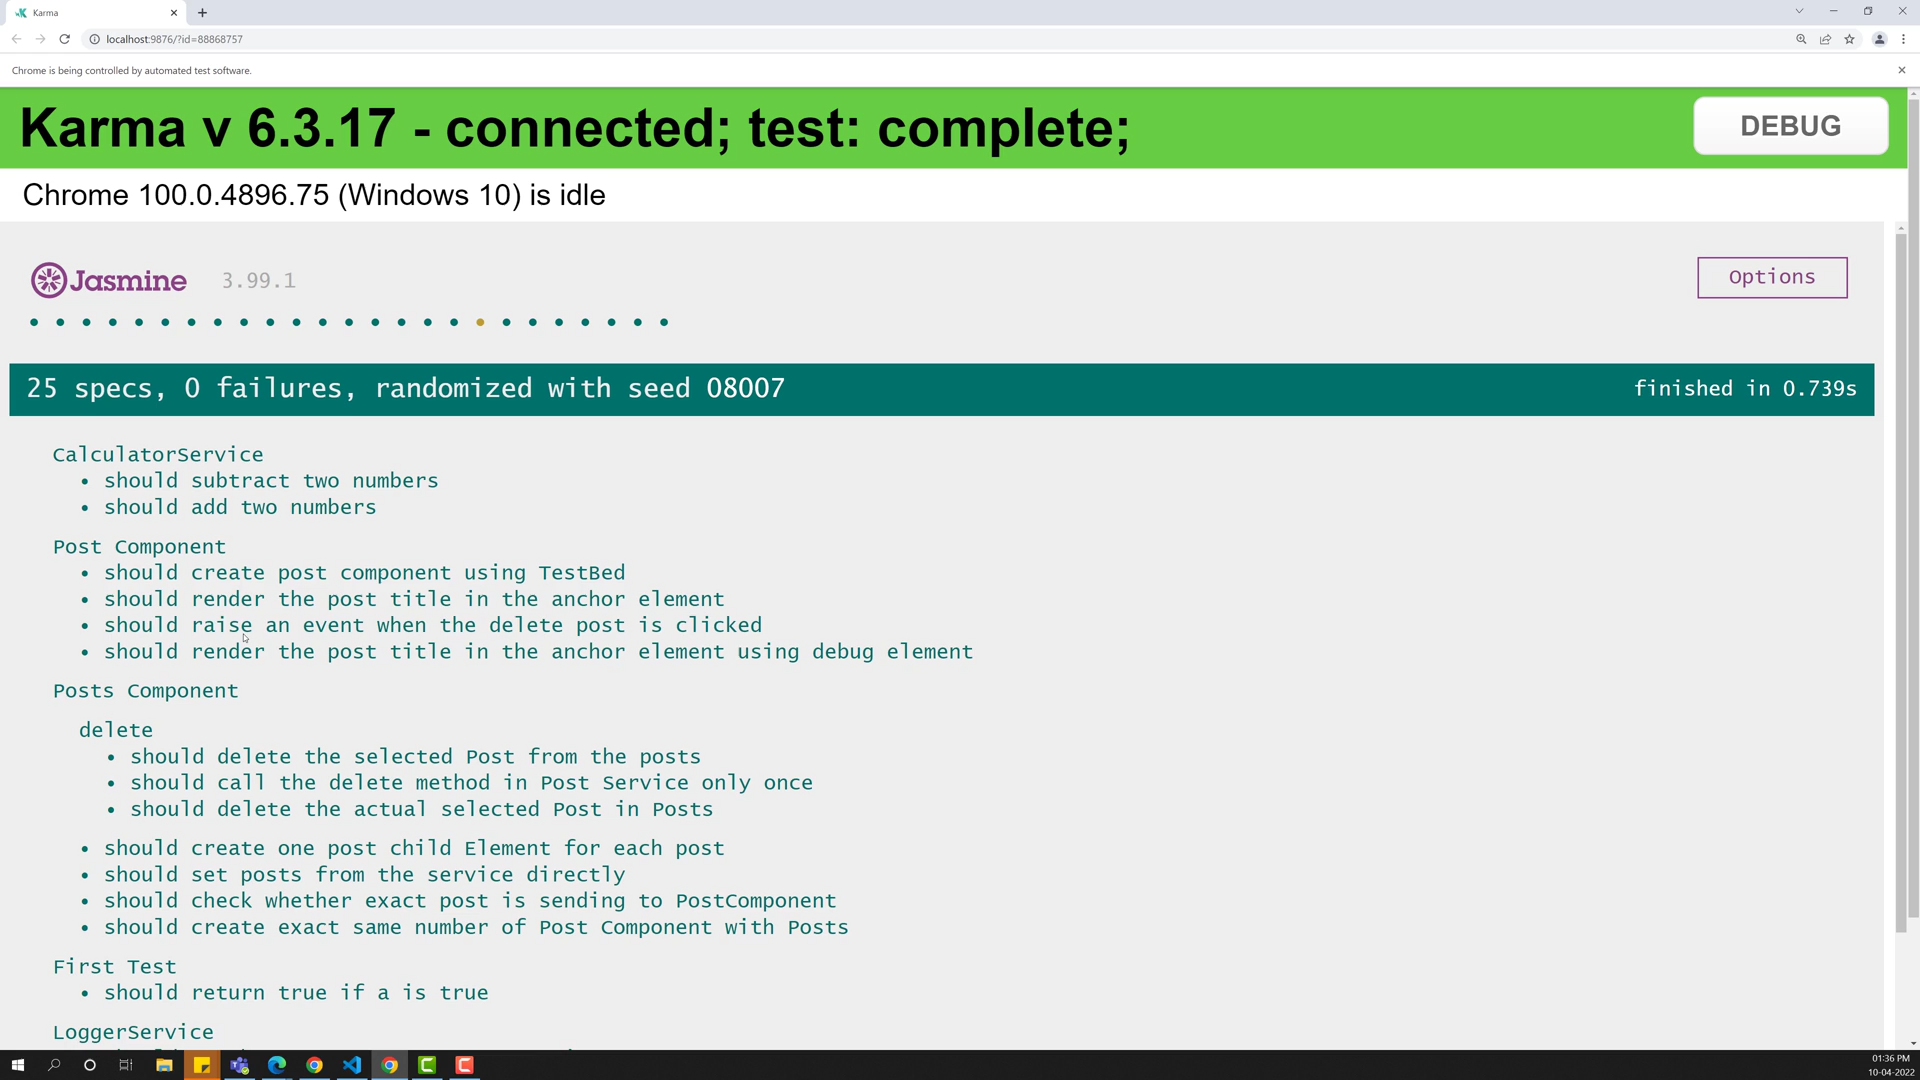 Karma
localhost:9876/?id=88868757
Chrome is being controlled by automated test software.
Karma v 6.3.17 - connected; test: complete;
DEBUG
Chrome 100.0.4896.75 (Windows 10) is idle
Jasmine 3.99.1
Options
25 specs, 0 failures, randomized with seed 08007
finished in 0.739s
CalculatorService
• should subtract two numbers
• should add two numbers
Post Component
• should create post component using TestBed
• should render the post title in the anchor element
• should raise an event when the delete post is clicked
• should render the post title in the anchor element using debug element
Posts Component
delete
• should delete the selected Post from the posts
• should call the delete method in Post Service only once
• should delete the actual selected Post in Posts
• should create one post child Element for each post
• should set posts from the service directly
• should check whether exact post is sending to PostComponent
• should create exact same number of Post Component with Posts
First Test
• should return true if a is true
LoggerService
01:36 PM
10-04-2022